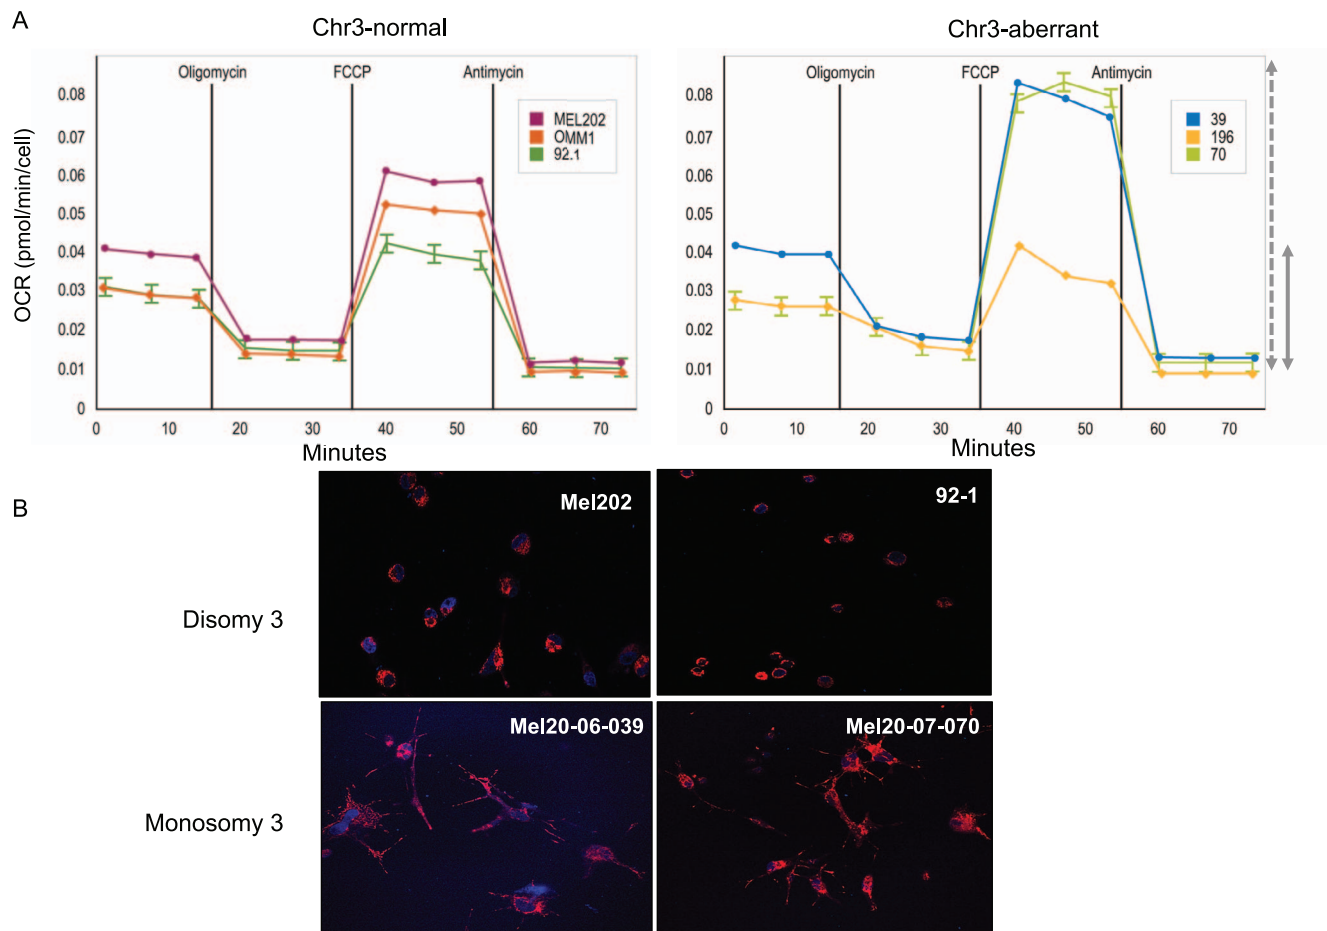 A
Chr3-normal
Chr3-aberrant
Oligomycin FCCP Antimycin
Oligomycin FCCP Antimycin
OCR (pmol/min/cell)
0.08
0.07
0.06
0.05
0.04
0.03
0.02
0.01
0
MEL202
OMM1
92.1
0 10 20 30 40 50 60 70
Minutes
0.08
0.07
0.06
0.05
0.04
0.03
0.02
0.01
0
39
196
70
0 10 20 30 40 50 60 70
Minutes
B
Mel202
92-1
Disomy 3
Mel20-06-039
Mel20-07-070
Monosomy 3